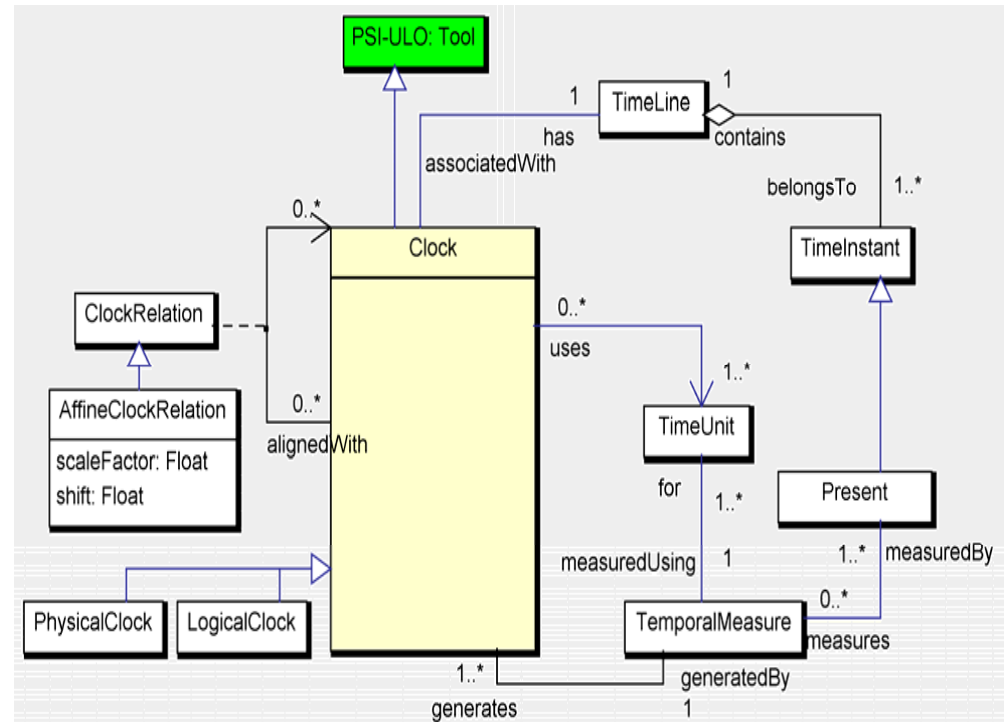 PSI-ULO: Tool
TimeLine
1
1
has
contains
associatedWith
belongsTo
1..*
0..*
Clock
TimeInstant
ClockRelation
0..*
uses
1..*
AffineClockRelation
scaleFactor: Float
shift: Float
0..*
alignedWith
TimeUnit
for
1..*
Present
measuredUsing
1
1..*
measuredBy
0..*
PhysicalClock
LogicalClock
TemporalMeasure
measures
1..*
generatedBy
generates
1